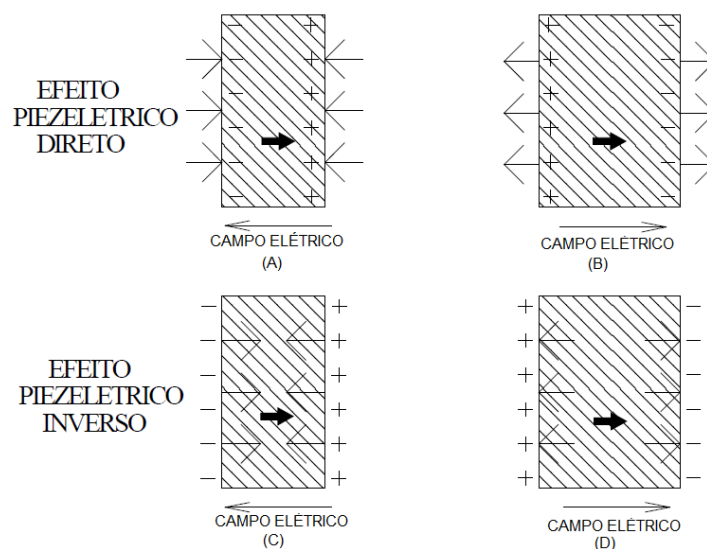 EFEITO
PIEZELETRICO
DIRETO
CAMPO ELÉTRICO
(A)
CAMPO ELÉTRICO
(B)
EFEITO
PIEZELETRICO
INVERSO
CAMPO ELÉTRICO
(C)
CAMPO ELÉTRICO
(D)